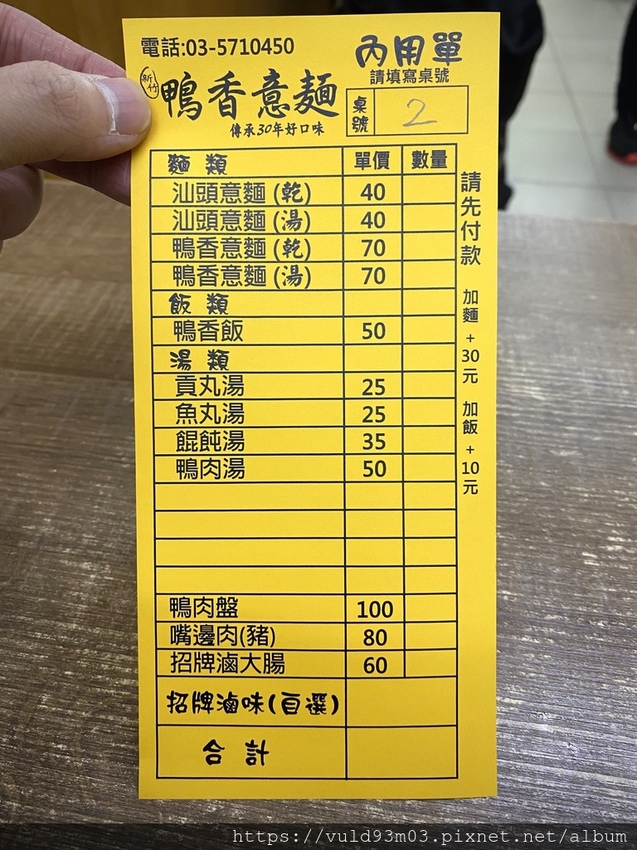 電話:03-5710450
內用單
請填寫桌號
新竹
鴨香意麵
傳承30年好口味
桌號 2
麵類 單價 數量
汕頭意麵(乾) 40
汕頭意麵(湯) 40
鴨香意麵(乾) 70
鴨香意麵(湯) 70
飯類
鴨香飯 50
湯類
貢丸湯 25
魚丸湯 25
餛飩湯 35
鴨肉湯 50
鴨肉盤 100
嘴邊肉(豬) 80
招牌滷大腸 60
招牌滷味(自選)
合計
請先付款
加麵+30元
加飯+10元
https://vuld93m03.pixnet.net/album